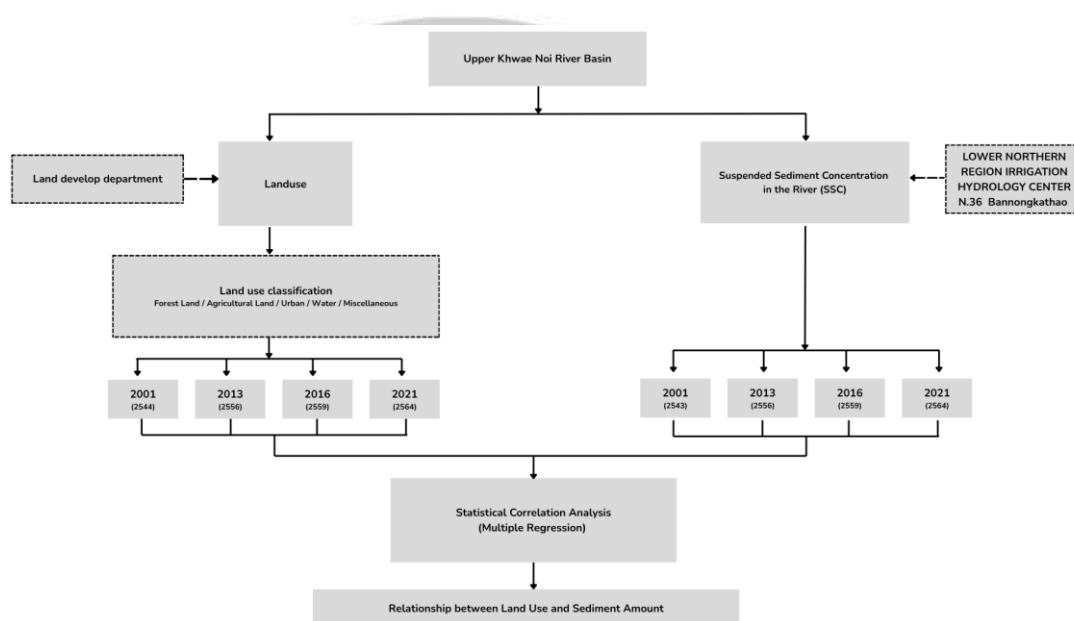 Upper Khwae Noi River Basin
Land develop department
Landuse
Suspended Sediment Concentration
in the River (SSC)
LOWER NORTHERN
REGION IRRIGATION
HYDROLOGY CENTER
N.36 Bannongkathao
Land use classification
Forest Land / Agricultural Land / Urban / Water / Miscellaneous
2001
(2544)
2013
(2556)
2016
(2559)
2021
(2564)
2001
(2543)
2013
(2556)
2016
(2559)
2021
(2564)
Statistical Correlation Analysis
(Multiple Regression)
Relationship between Land Use and Sediment Amount